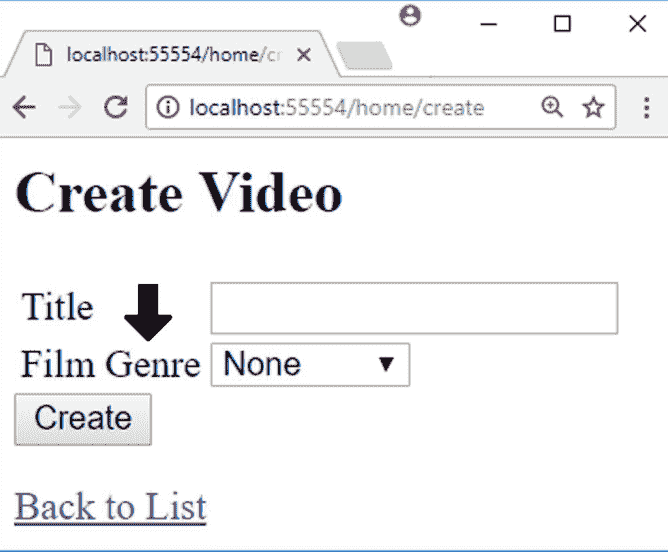 localhost:55554/home/cr
localhost:55554/home/create
Create Video
Title
Film Genre None
Create
Back to List